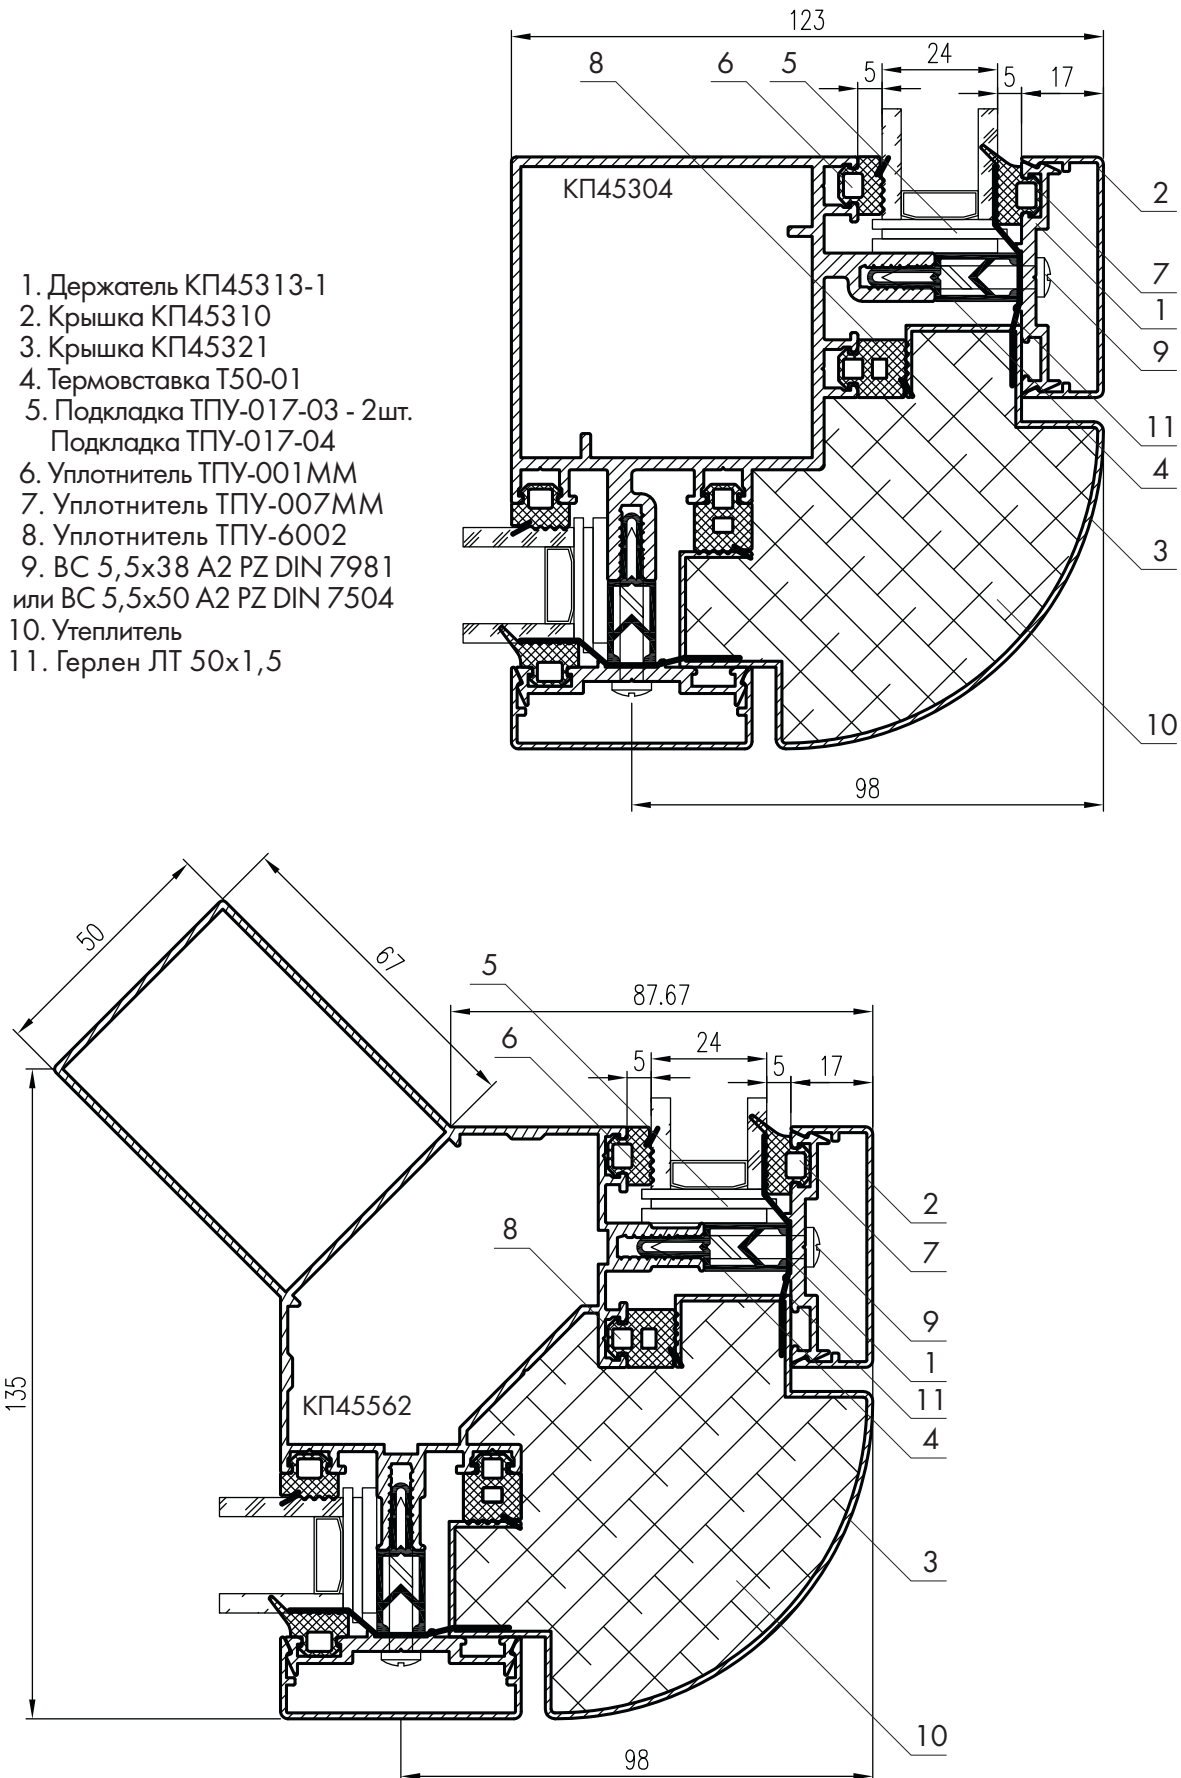 123
24
8
6
5
5
5
17
КП45304
2
7
1
9
11
4
3
10
98
1. Держатель КП45313-1
2. Крышка КП45310
3. Крышка КП45321
4. Термовставка Т50-01
5. Подкладка ТПУ-017-03 - 2шт.
Подкладка ТПУ-017-04
6. Уплотнитель ТПУ-001ММ
7. Уплотнитель ТПУ-007ММ
8. Уплотнитель ТПУ-6002
9. ВС 5,5х38 А2 PZ DIN 7981
или ВС 5,5х50 А2 PZ DIN 7504
10. Утеплитель
11. Герлен ЛТ 50х1,5
50
67
5
87.67
6
24
5
5
17
8
2
7
9
1
11
4
135
КП45562
3
10
98